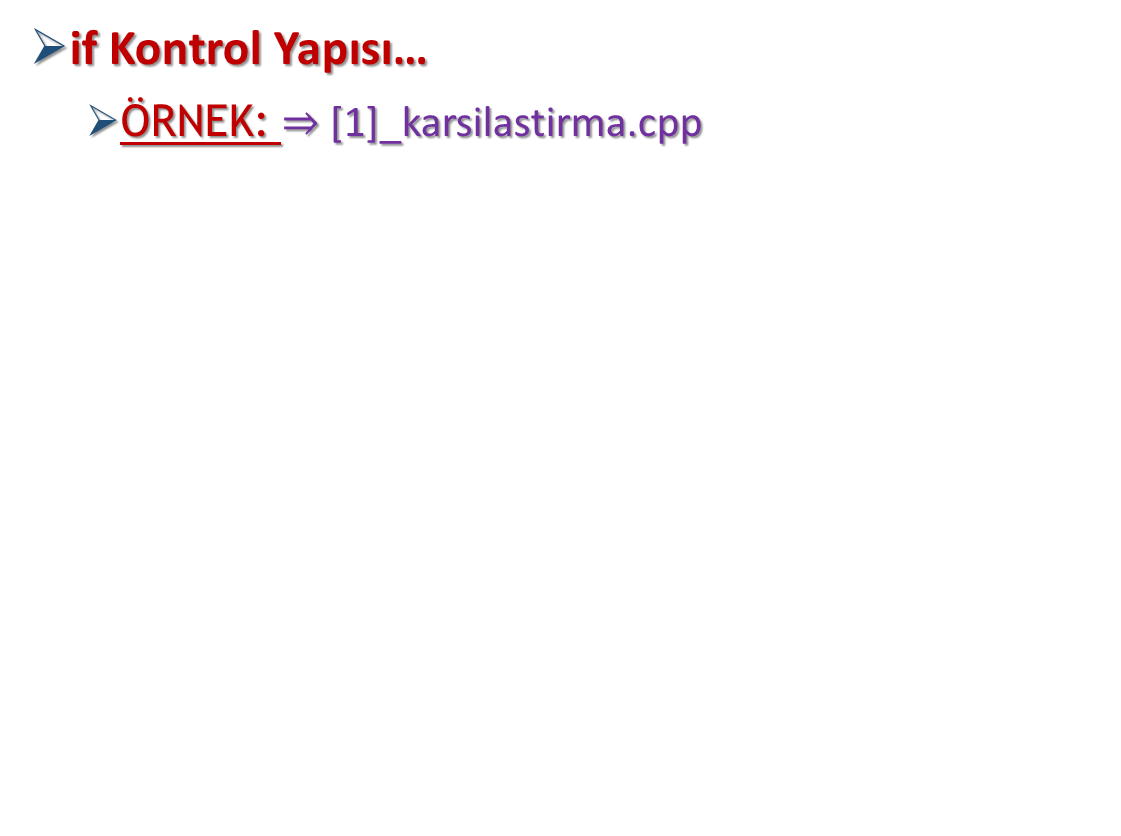 ➢if Kontrol Yapısı…
➢ÖRNEK: ⇒ [1]_karsilastirma.cpp